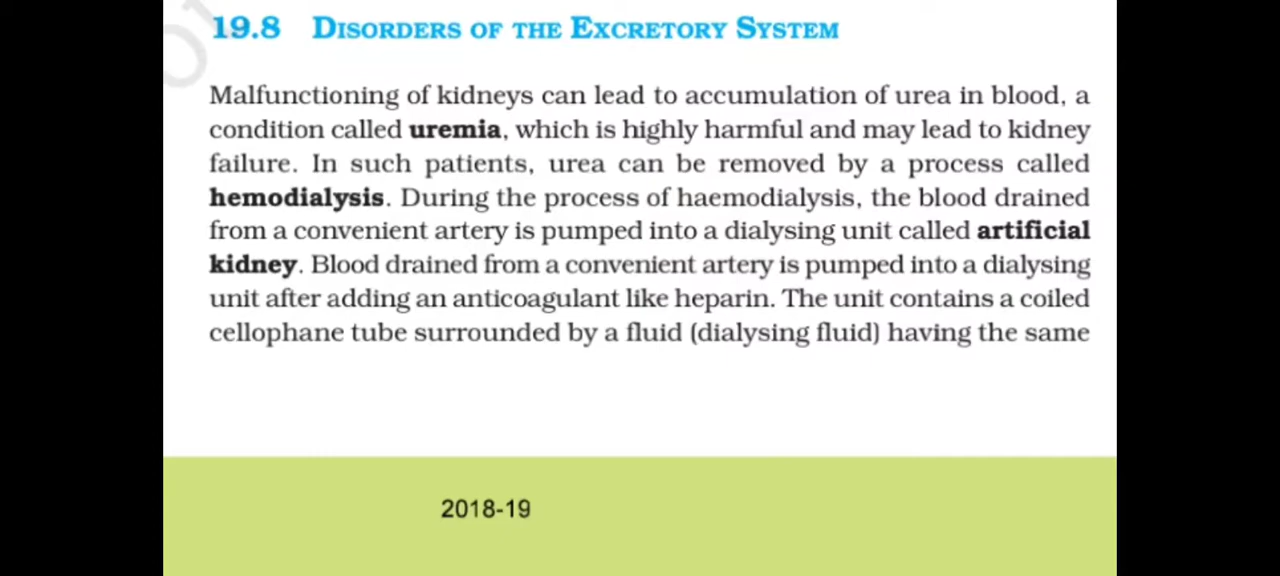 19.8 DISORDERS OF THE EXCRETORY SYSTEM
Malfunctioning of kidneys can lead to accumulation of urea in blood, a
condition called uremia, which is highly harmful and may lead to kidney
failure. In such patients, urea can be removed by a process called
hemodialysis. During the process of haemodialysis, the blood drained
from a convenient artery is pumped into a dialysing unit called artificial
kidney. Blood drained from a convenient artery is pumped into a dialysing
unit after adding an anticoagulant like heparin. The unit contains a coiled
cellophane tube surrounded by a fluid (dialysing fluid) having the same
2018-19